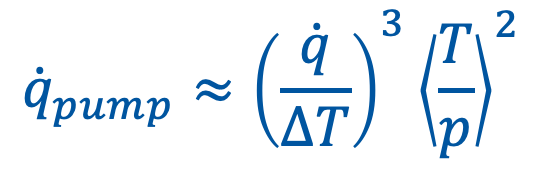 q̇_pump ≈ (q̇/ΔT)^3 ⟨T/p⟩^2